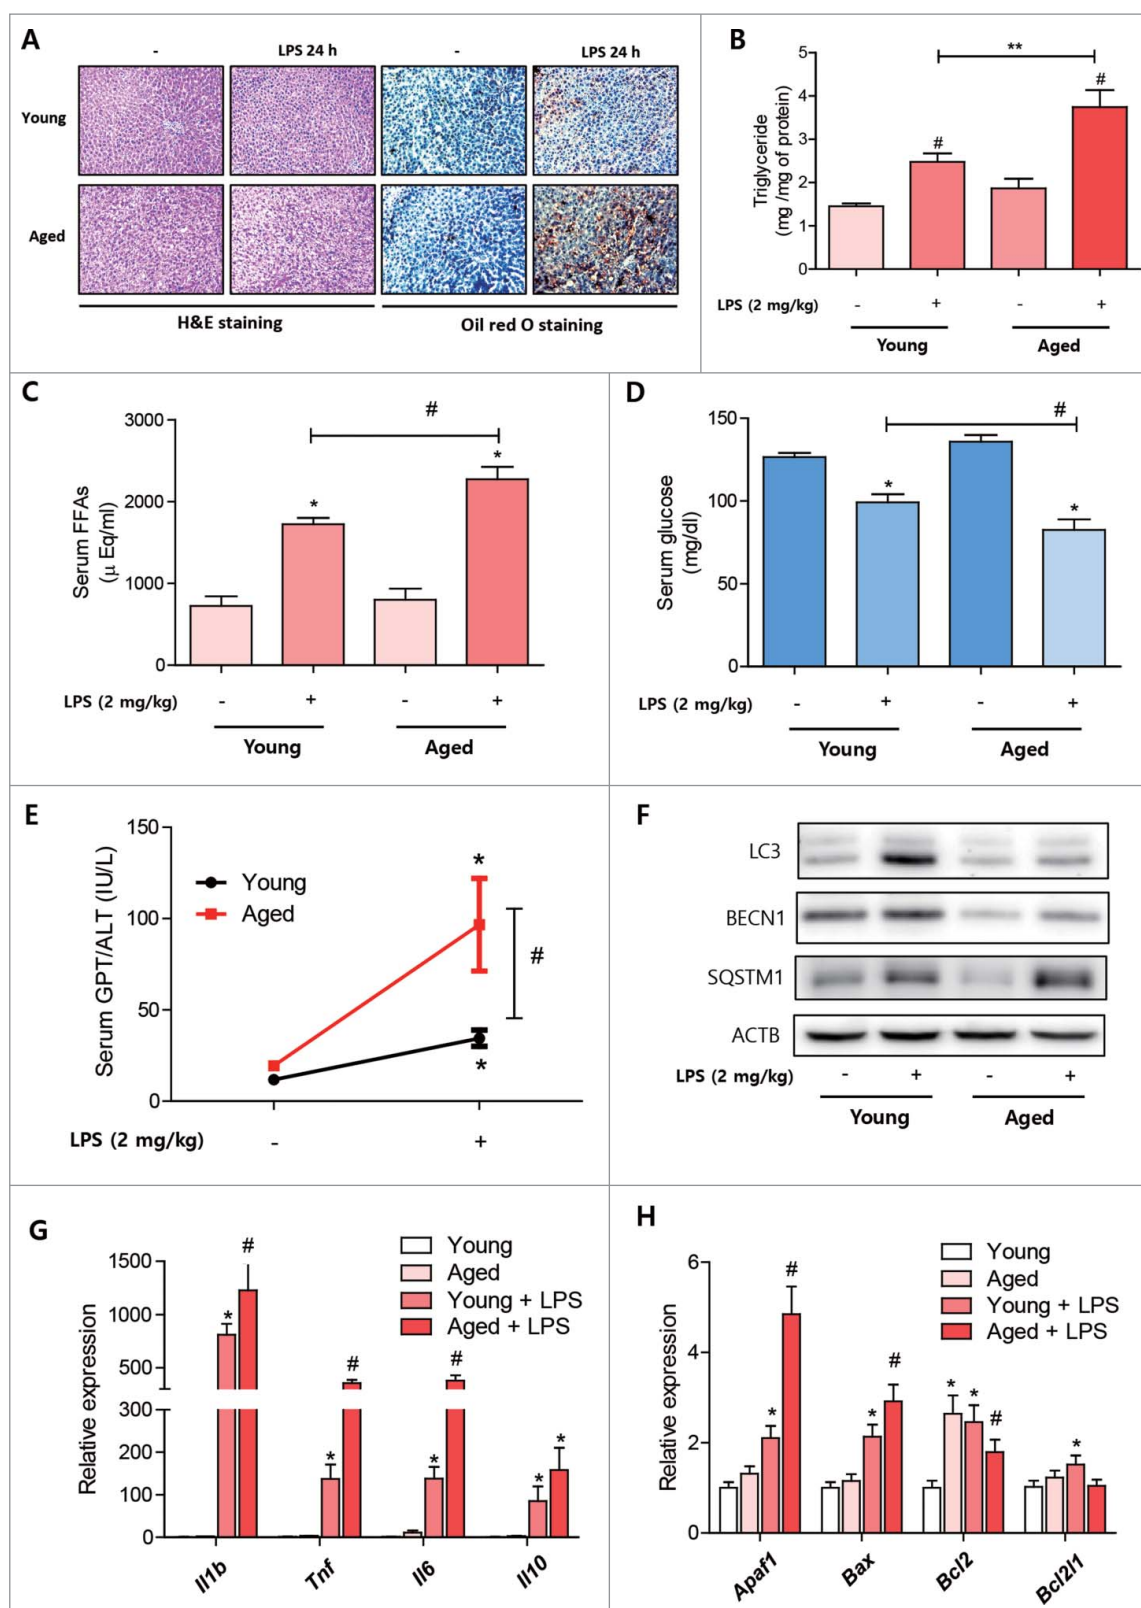 A
- LPS 24 h - LPS 24 h
Young
Aged
H&E staining Oil red O staining
B
Triglyceride
(mg /mg of protein)
5
4
3
2
1
0
**
# #
LPS (2 mg/kg) - + - +
Young Aged
C
Serum FFAs
(μ Eq/ml)
3000
2000
1000
0
#
* *
LPS (2 mg/kg) - + - +
Young Aged
D
Serum glucose
(mg/dl)
150
100
50
0
#
* *
LPS (2 mg/kg) - + - +
Young Aged
E
Serum GPT/ALT (IU/L)
150
100
50
0
Young
Aged
*
#
*
LPS (2 mg/kg) - +
F
LC3
BECN1
SQSTM1
ACTB
LPS (2 mg/kg) - + - +
Young Aged
G
Relative expression
1500
1000
500
300
200
100
0
Young
Aged
Young + LPS
Aged + LPS
* # * # * # * *
Il1b Tnf Il6 Il10
H
Relative expression
6
4
2
0
Young
Aged
Young + LPS
Aged + LPS
* # * # * * # *
Apaf1 Bax Bcl2 Bcl2l1